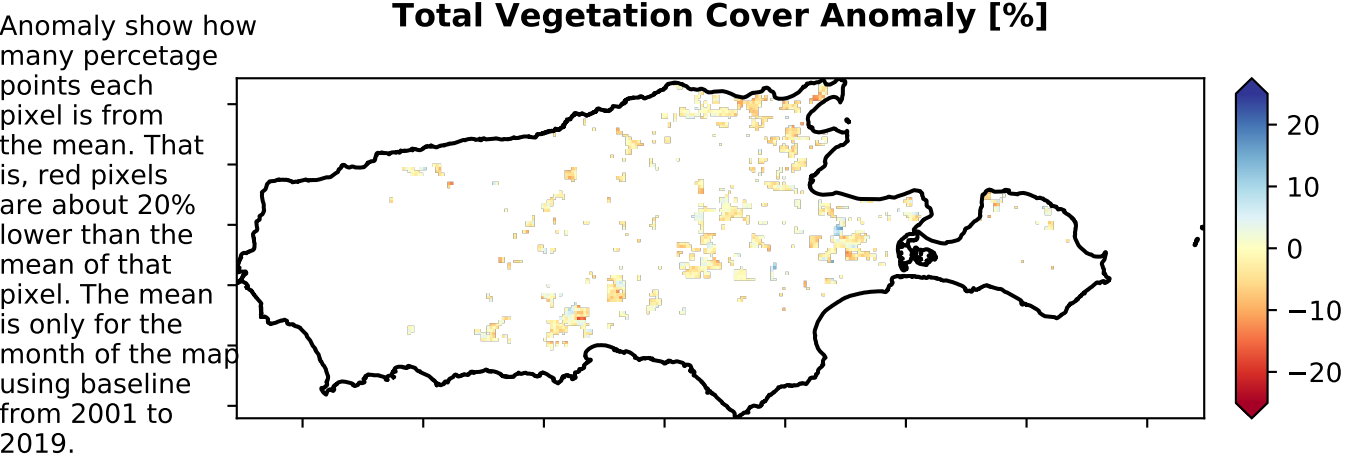 Total Vegetation Cover Anomaly [%]
Anomaly show how
many percetage
points each
pixel is from
the mean. That
is, red pixels
are about 20%
lower than the
mean of that
pixel. The mean
is only for the
month of the map
using baseline
from 2001 to
2019.
20
10
0
−10
−20